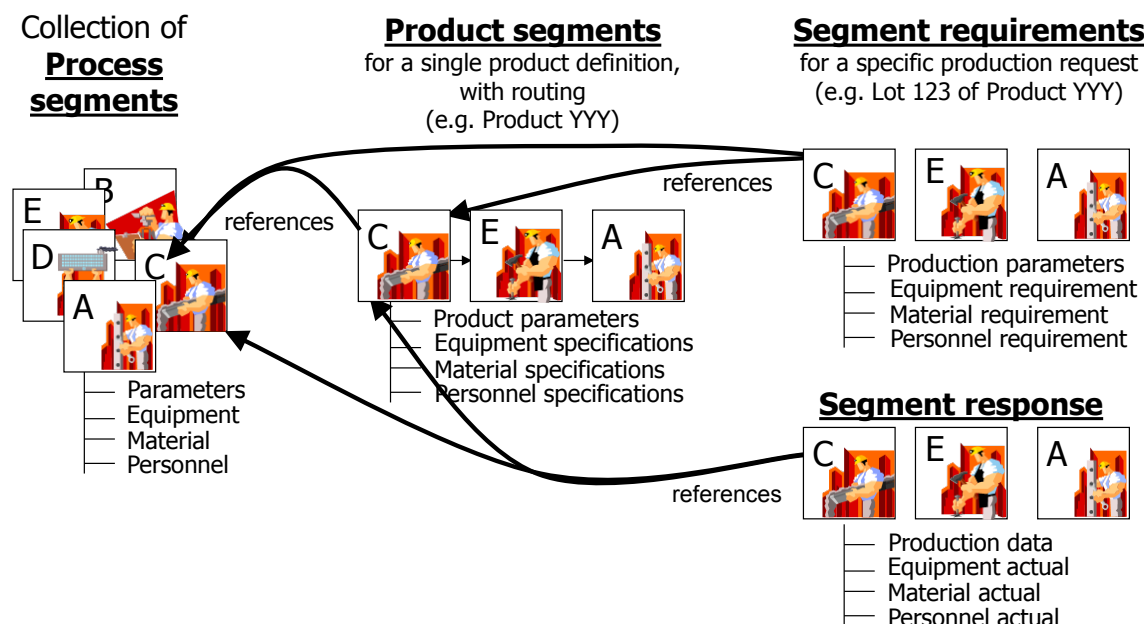 Collection of
Process
segments
Product segments
for a single product definition,
with routing
(e.g. Product YYY)
Segment requirements
for a specific production request
(e.g. Lot 123 of Product YYY)
B
E
D
C
A
Parameters
Equipment
Material
Personnel
references
C
E
A
Product parameters
Equipment specifications
Material specifications
Personnel specifications
references
C
E
A
Production parameters
Equipment requirement
Material requirement
Personnel requirement
Segment response
C
E
A
references
Production data
Equipment actual
Material actual
Personnel actual